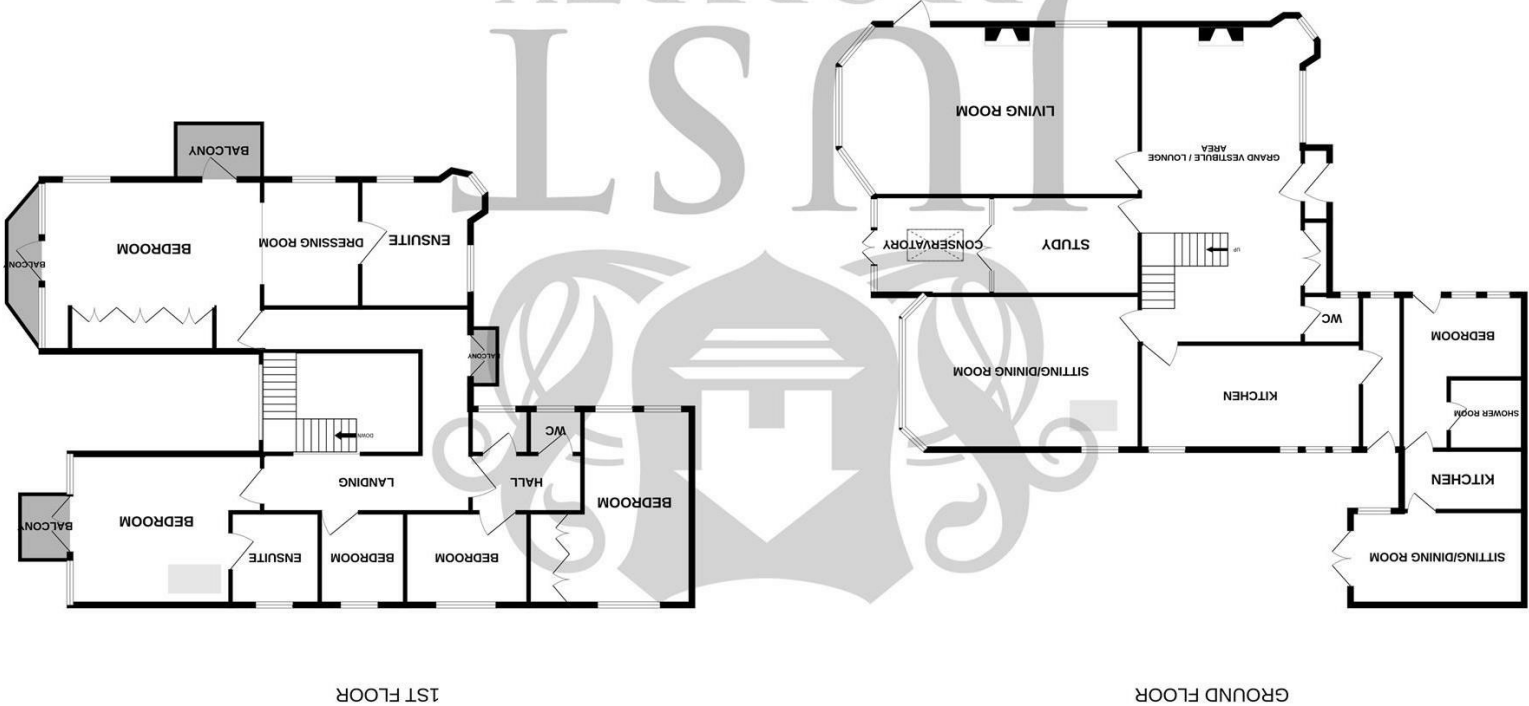 GROUND FLOOR
SITTING/DINING ROOM
KITCHEN
SHOWER ROOM
KITCHEN
SITTING/DINING ROOM
BEDROOM
WC
UP
STUDY
CONSERVATORY
GRAND VESTIBULE / LOUNGE
AREA
LIVING ROOM
1ST FLOOR
BEDROOM
BEDROOM
BEDROOM
ENSUITE
BEDROOM
BALCONY
HALL
LANDING
WC
DOWN
BALCONY
ENSUITE
DRESSING ROOM
BEDROOM
BALCONY
BALCONY
JUST